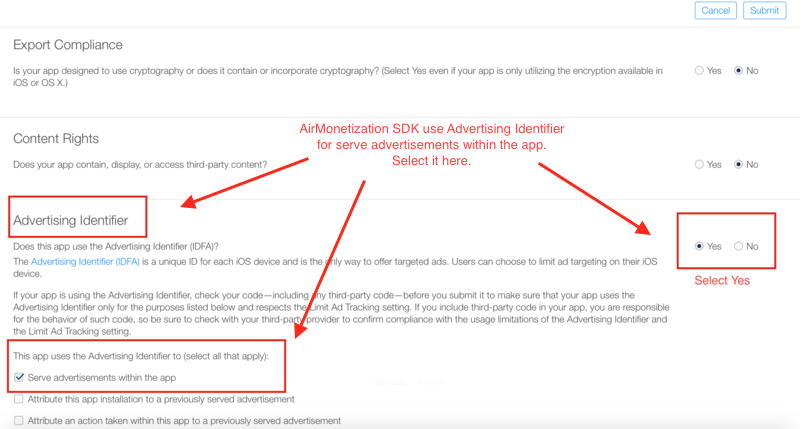 Cancel Submit
Export Compliance
Is your app designed to use cryptography or does it contain or incorporate cryptography? (Select Yes even if your app is only utilizing the encryption available in
iOS or OS X.)
Yes No
AirMonetization SDK use Advertising Identifier
for serve advertisements within the app.
Select it here.
Content Rights
Does your app contain, display, or access third-party content?
Yes No
Advertising Identifier
Does this app use the Advertising Identifier (IDFA)?
Yes No
The Advertising Identifier (IDFA) is a unique ID for each iOS device and is the only way to offer targeted ads. Users can choose to limit ad targeting on their iOS
device.
Select Yes
If your app is using the Advertising Identifier, check your code—including any third-party code—before you submit it to make sure that your app uses the
Advertising Identifier only for the purposes listed below and respects the Limit Ad Tracking setting. If you include third-party code in your app, you are responsible
for the behavior of such code, so be sure to check with your third-party provider to confirm compliance with the usage limitations of the Advertising Identifier and
the Limit Ad Tracking setting.
This app uses the Advertising Identifier to (select all that apply):
Serve advertisements within the app
Attribute this app installation to a previously served advertisement
Attribute an action taken within this app to a previously served advertisement